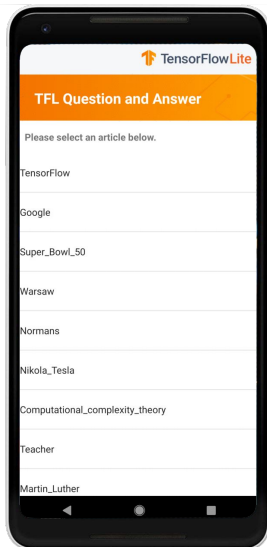 TensorFlowLite
TFL Question and Answer
Please select an article below.
TensorFlow
Google
Super_Bowl_50
Warsaw
Normans
Nikola_Tesla
Computational_complexity_theory
Teacher
Martin_Luther